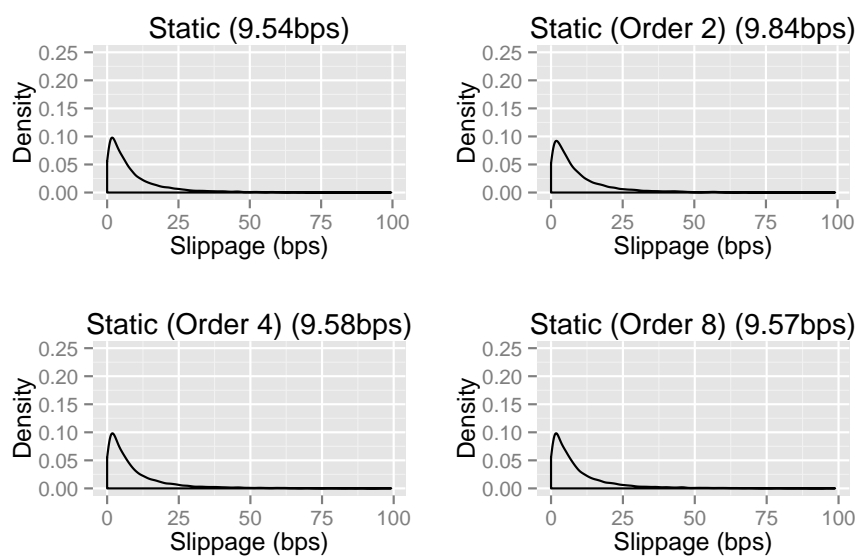 Static (9.54bps)
Density
0.25
0.20
0.15
0.10
0.05
0.00
0 25 50 75 100
Slippage (bps)
Static (Order 2) (9.84bps)
Density
0.25
0.20
0.15
0.10
0.05
0.00
0 25 50 75 100
Slippage (bps)
Static (Order 4) (9.58bps)
Density
0.25
0.20
0.15
0.10
0.05
0.00
0 25 50 75 100
Slippage (bps)
Static (Order 8) (9.57bps)
Density
0.25
0.20
0.15
0.10
0.05
0.00
0 25 50 75 100
Slippage (bps)